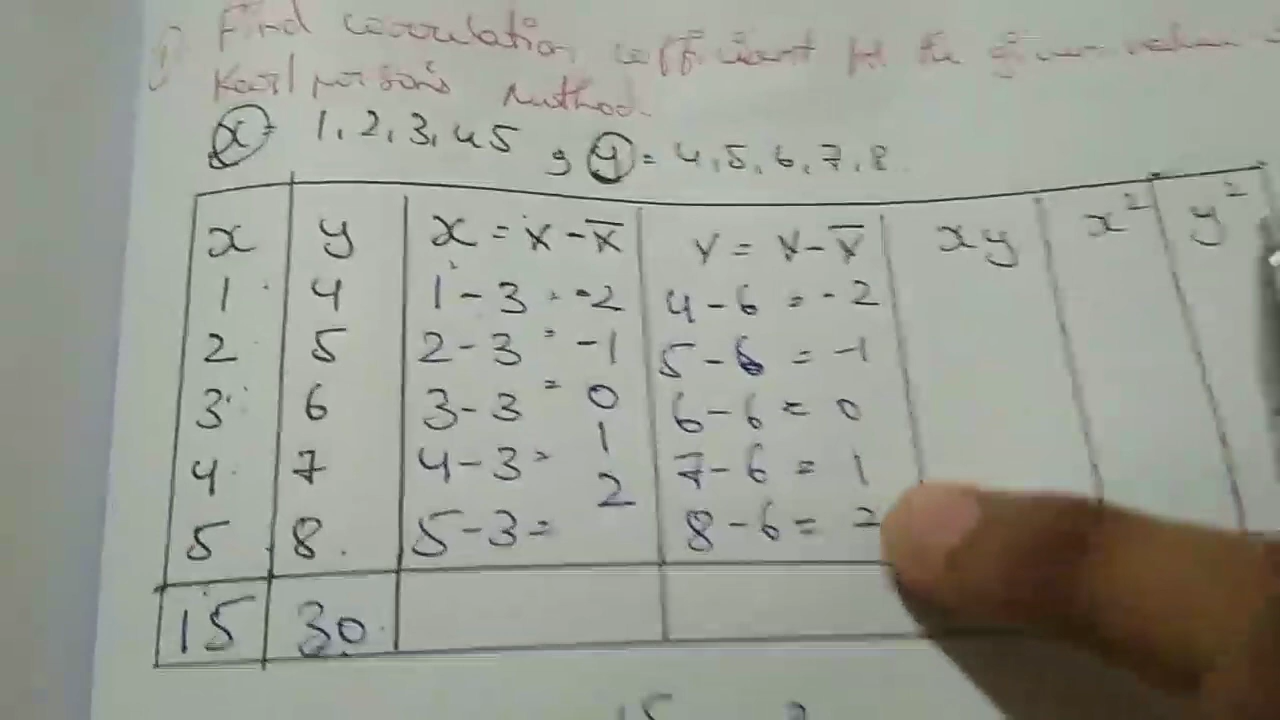 Find correlation coefficient for the given values
Karl pearson's Method.
x = 1, 2, 3, 4 5 , y = 4, 5, 6, 7, 8
x y x = x - x̅ y = y - y̅ xy x² y²
1 4 1 - 3 = -2 4 - 6 = -2
2 5 2 - 3 = -1 5 - 6 = -1
3 6 3 - 3 = 0 6 - 6 = 0
4 7 4 - 3 = 1 7 - 6 = 1
5 8 5 - 3 = 2 8 - 6 = 2
15 30